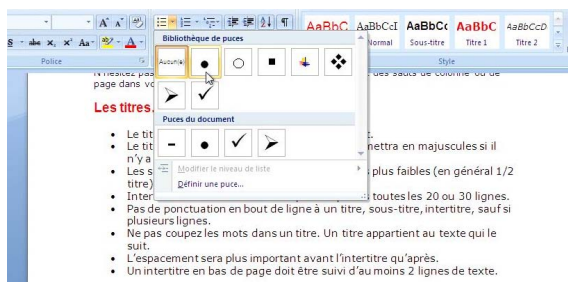 AaBbC AaBbCcI AaBbCc AaBbC AaBbCcD
Normal Sous-titre Titre 1 Titre 2
Police Style
Bibliothèque de puces
Aucun(e)
Puces du document
Modifier le niveau de liste
Définir une puce...
des sauts de colonne ou de
page dans vo
Les titres.
Le tit
Le tit mettra en majuscules si il
n'y a
Les s plus faibles (en général 1/2
titre)
Inter toutes les 20 ou 30 lignes.
Pas de ponctuation en bout de ligne à un titre, sous-titre, intertitre, sauf si
plusieurs lignes.
Ne pas coupez les mots dans un titre. Un titre appartient au texte qui le
suit.
L'espacement sera plus important avant l'intertitre qu'après.
Un intertitre en bas de page doit être suivi d'au moins 2 lignes de texte.